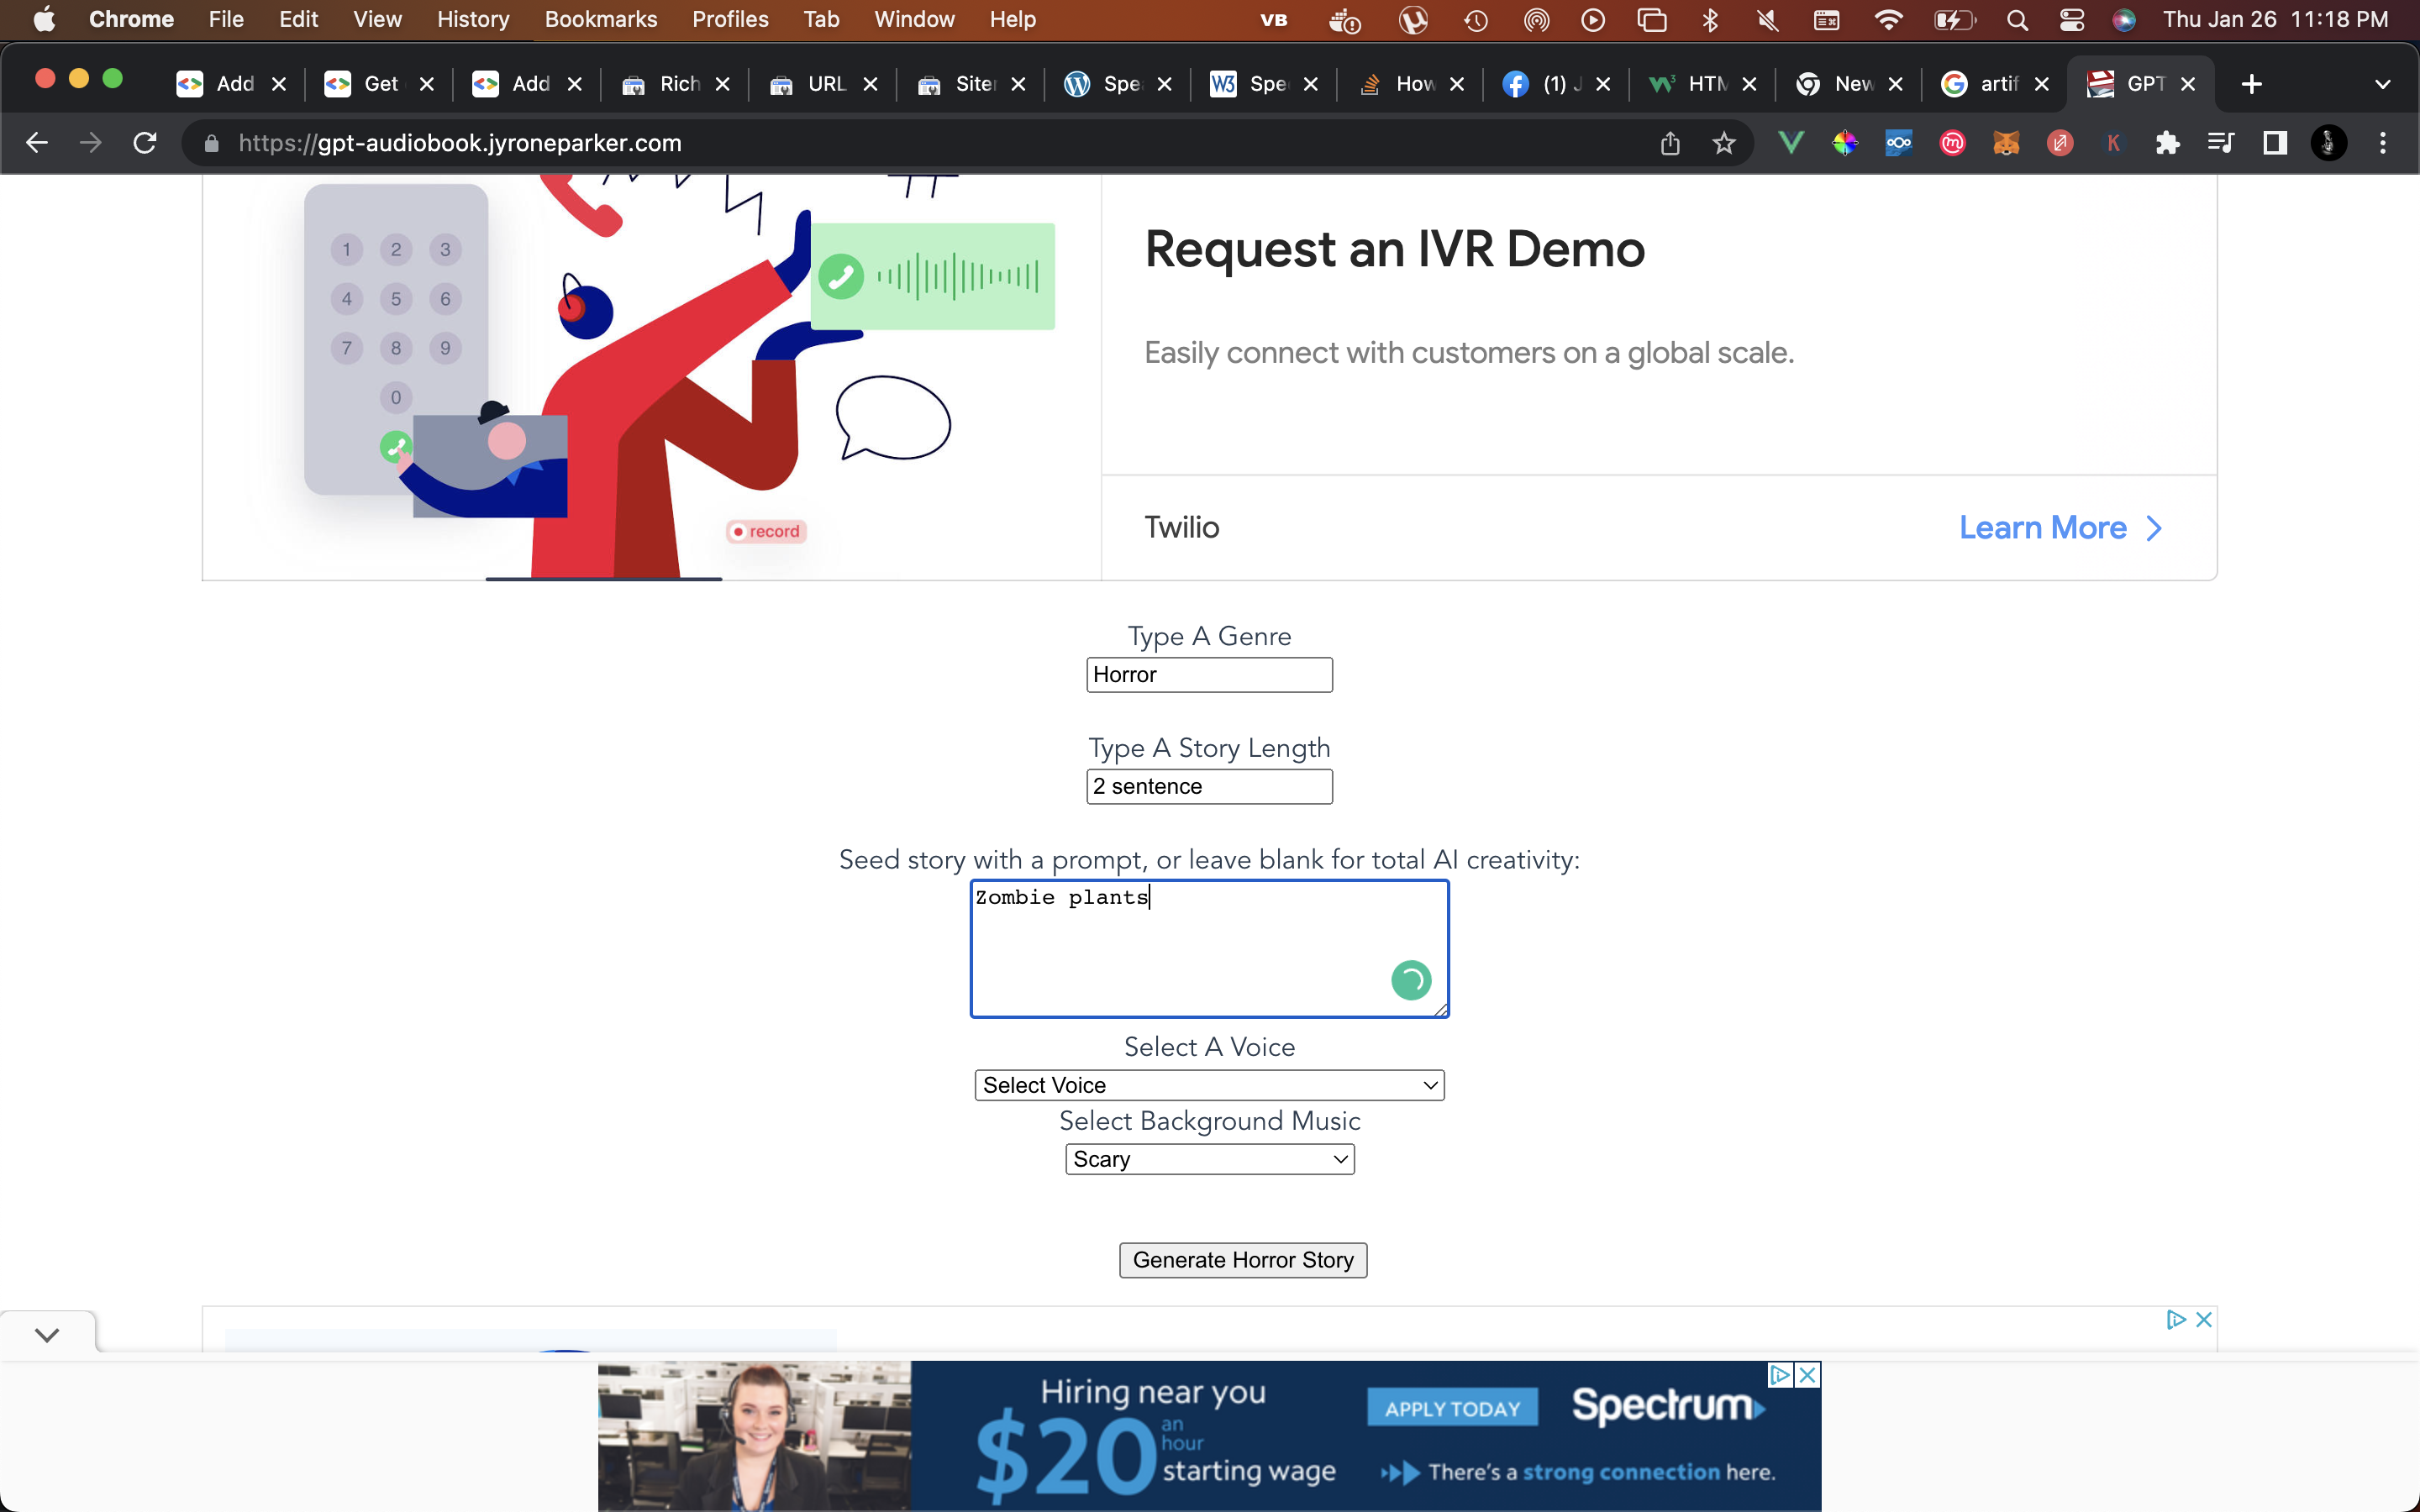 Chrome File Edit View History Bookmarks Profiles Tab Window Help VB Thu Jan 26 11:18 PM
Add Get Add Rich URL Siter Spe W3 Spe How (1) J HTM New artif GPT
https://gpt-audiobook.jyroneparker.com
1 2 3
4 5 6
7 8 9
0
record
Request an IVR Demo
Easily connect with customers on a global scale.
Twilio Learn More
Type A Genre
Horror
Type A Story Length
2 sentence
Seed story with a prompt, or leave blank for total AI creativity:
Zombie plants
Select A Voice
Select Voice
Select Background Music
Scary
Generate Horror Story
Hiring near you
$20 an hour starting wage
APPLY TODAY
Spectrum
There's a strong connection here.